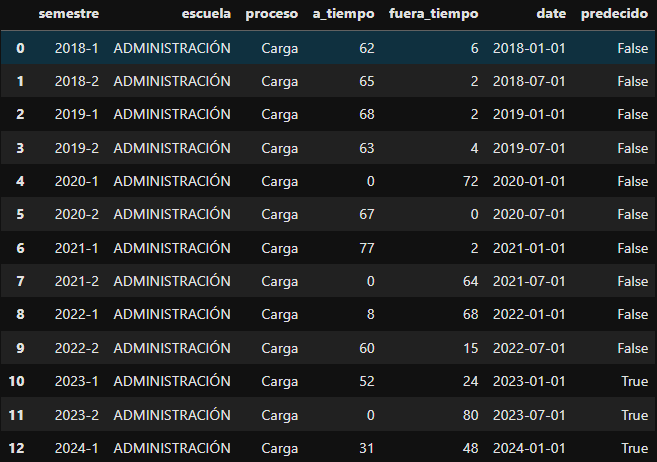 semestre escuela proceso a_tiempo fuera_tiempo date predecido
0 2018-1 ADMINISTRACIÓN Carga 62 6 2018-01-01 False
1 2018-2 ADMINISTRACIÓN Carga 65 2 2018-07-01 False
2 2019-1 ADMINISTRACIÓN Carga 68 2 2019-01-01 False
3 2019-2 ADMINISTRACIÓN Carga 63 4 2019-07-01 False
4 2020-1 ADMINISTRACIÓN Carga 0 72 2020-01-01 False
5 2020-2 ADMINISTRACIÓN Carga 67 0 2020-07-01 False
6 2021-1 ADMINISTRACIÓN Carga 77 2 2021-01-01 False
7 2021-2 ADMINISTRACIÓN Carga 0 64 2021-07-01 False
8 2022-1 ADMINISTRACIÓN Carga 8 68 2022-01-01 False
9 2022-2 ADMINISTRACIÓN Carga 60 15 2022-07-01 False
10 2023-1 ADMINISTRACIÓN Carga 52 24 2023-01-01 True
11 2023-2 ADMINISTRACIÓN Carga 0 80 2023-07-01 True
12 2024-1 ADMINISTRACIÓN Carga 31 48 2024-01-01 True